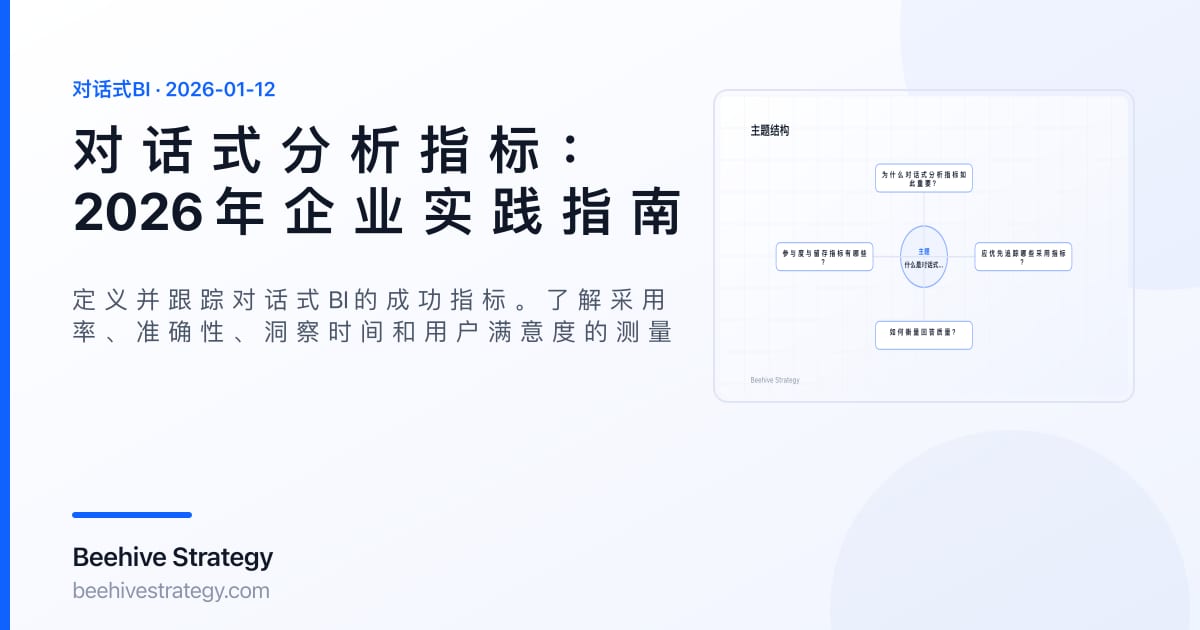 对话式BI · 2026-01-12
对话式分析指标：
2026年企业实践指南
定义并跟踪对话式BI的成功指标。了解采用
率、准确性、洞察时间和用户满意度的测量
Beehive Strategy
beehivestrategy.com
主题结构
为什么对话式分析指标如
此重要？
参与度与留存指标有哪些
？
主题
什么是对话式...
应优先追踪哪些采用指标
？
如何衡量回答质量？
Beehive Strategy